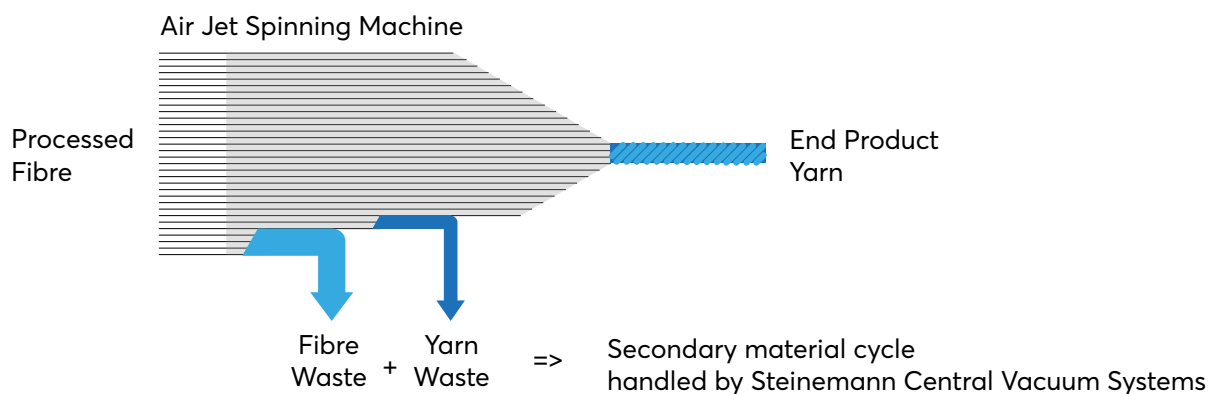 Air Jet Spinning Machine
Processed
Fibre
End Product
Yarn
Fibre
Waste
+
Yarn
Waste
=>
Secondary material cycle
handled by Steinemann Central Vacuum Systems